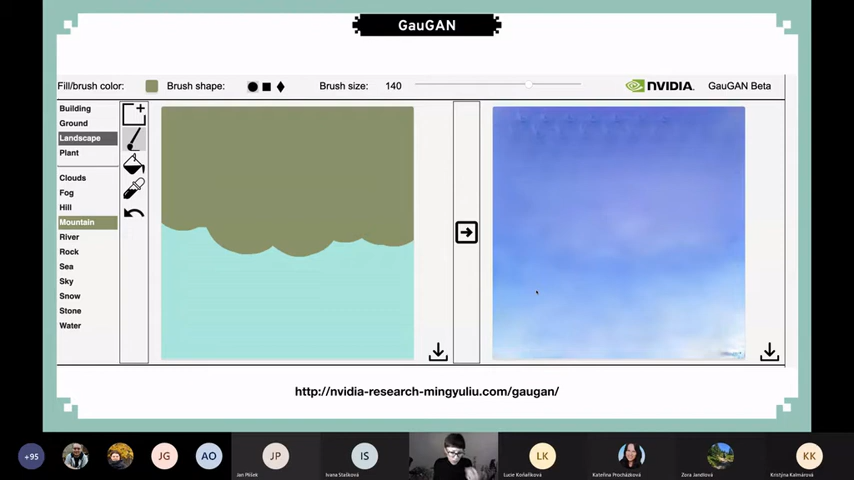 GauGAN
Fill/brush color: Brush shape: Brush size: 140 NVIDIA. GauGAN Beta
Building
Ground
Landscape
Plant
Clouds
Fog
Hill
Mountain
River
Rock
Sea
Sky
Snow
Stone
Water
http://nvidia-research-mingyuliu.com/gaugan/
+95 JG AO JP IS LK KK
Jan Plíšek Ivana Stašková Lucie Koňaříková Kateřina Procházková Zora Jandlová Kristýna Kalmárová